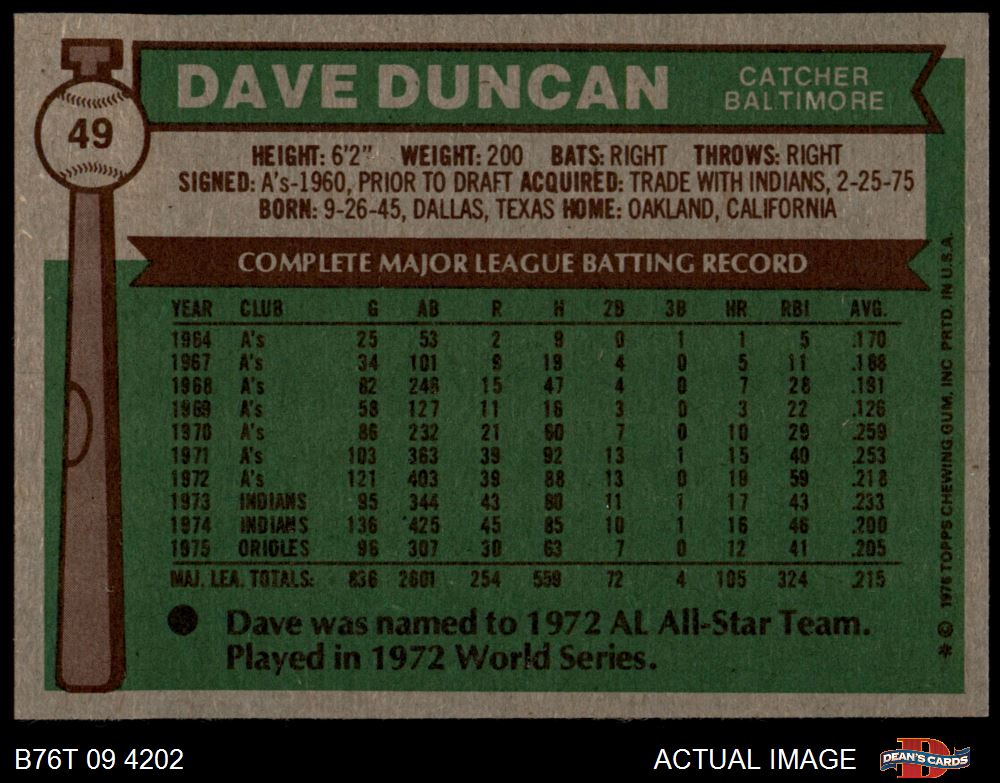 49
DAVE DUNCAN
CATCHER
BALTIMORE
HEIGHT: 6'2" WEIGHT: 200 BATS: RIGHT THROWS: RIGHT
SIGNED: A's-1960, PRIOR TO DRAFT ACQUIRED: TRADE WITH INDIANS, 2-25-75
BORN: 9-26-45, DALLAS, TEXAS HOME: OAKLAND, CALIFORNIA
COMPLETE MAJOR LEAGUE BATTING RECORD
YEAR CLUB G AB R H 2B 3B HR RBI AVG.
1964 A's 25 53 2 9 0 1 1 5 .170
1967 A's 34 101 9 19 4 0 5 11 .188
1968 A's 82 246 15 47 4 0 7 28 .191
1969 A's 58 127 11 16 3 0 3 22 .126
1970 A's 86 232 21 60 7 0 10 29 .259
1971 A's 103 363 39 92 13 1 15 40 .253
1972 A's 121 403 39 88 13 0 19 59 .218
1973 INDIANS 95 344 43 80 11 1 17 43 .233
1974 INDIANS 136 425 45 85 10 1 16 46 .200
1975 ORIOLES 96 307 30 63 7 0 12 41 .205
MAJ. LEA. TOTALS: 836 2601 254 559 72 4 105 324 .215
Dave was named to 1972 AL All-Star Team.
Played in 1972 World Series.
* © 1976 TOPPS CHEWING GUM, INC PRTD. IN U.S.A.
B76T 09 4202
ACTUAL IMAGE
DEAN'S CARDS